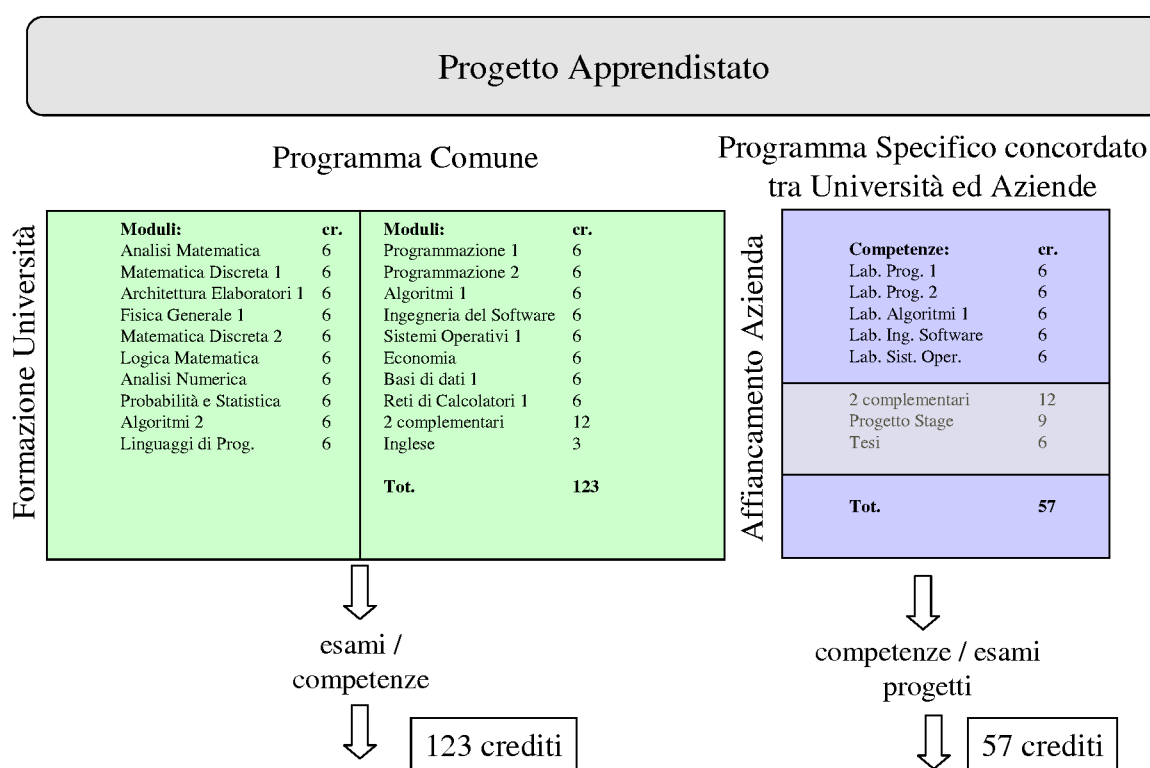 Progetto Apprendistato
Programma Comune
Programma Specifico concordato
tra Università ed Aziende
Formazione Università
Moduli: cr.
Analisi Matematica 6
Matematica Discreta 1 6
Architettura Elaboratori 1 6
Fisica Generale 1 6
Matematica Discreta 2 6
Logica Matematica 6
Analisi Numerica 6
Probabilità e Statistica 6
Algoritmi 2 6
Linguaggi di Prog. 6
Moduli: cr.
Programmazione 1 6
Programmazione 2 6
Algoritmi 1 6
Ingegneria del Software 6
Sistemi Operativi 1 6
Economia 6
Basi di dati 1 6
Reti di Calcolatori 1 6
2 complementari 12
Inglese 3
Tot. 123
Affiancamento Azienda
Competenze: cr.
Lab. Prog. 1 6
Lab. Prog. 2 6
Lab. Algoritmi 1 6
Lab. Ing. Software 6
Lab. Sist. Oper. 6
2 complementari 12
Progetto Stage 9
Tesi 6
Tot. 57
esami /
competenze
123 crediti
competenze / esami
progetti
57 crediti